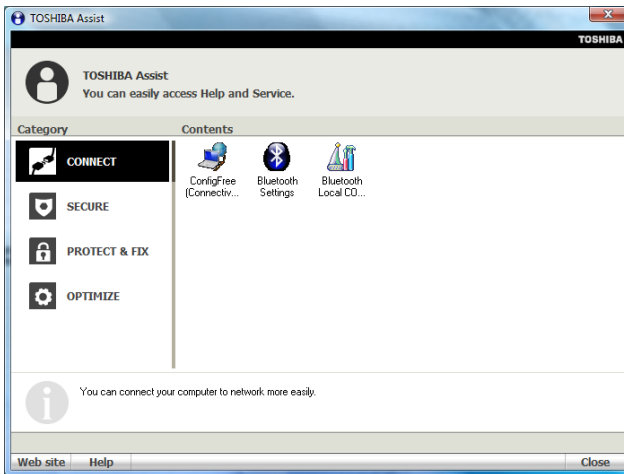 TOSHIBA Assist
TOSHIBA
TOSHIBA Assist
You can easily access Help and Service.
Category
Contents
CONNECT
SECURE
PROTECT & FIX
OPTIMIZE
ConfigFree
(Connectiv...
Bluetooth
Settings
Bluetooth
Local CO...
You can connect your computer to network more easily.
Web site
Help
Close